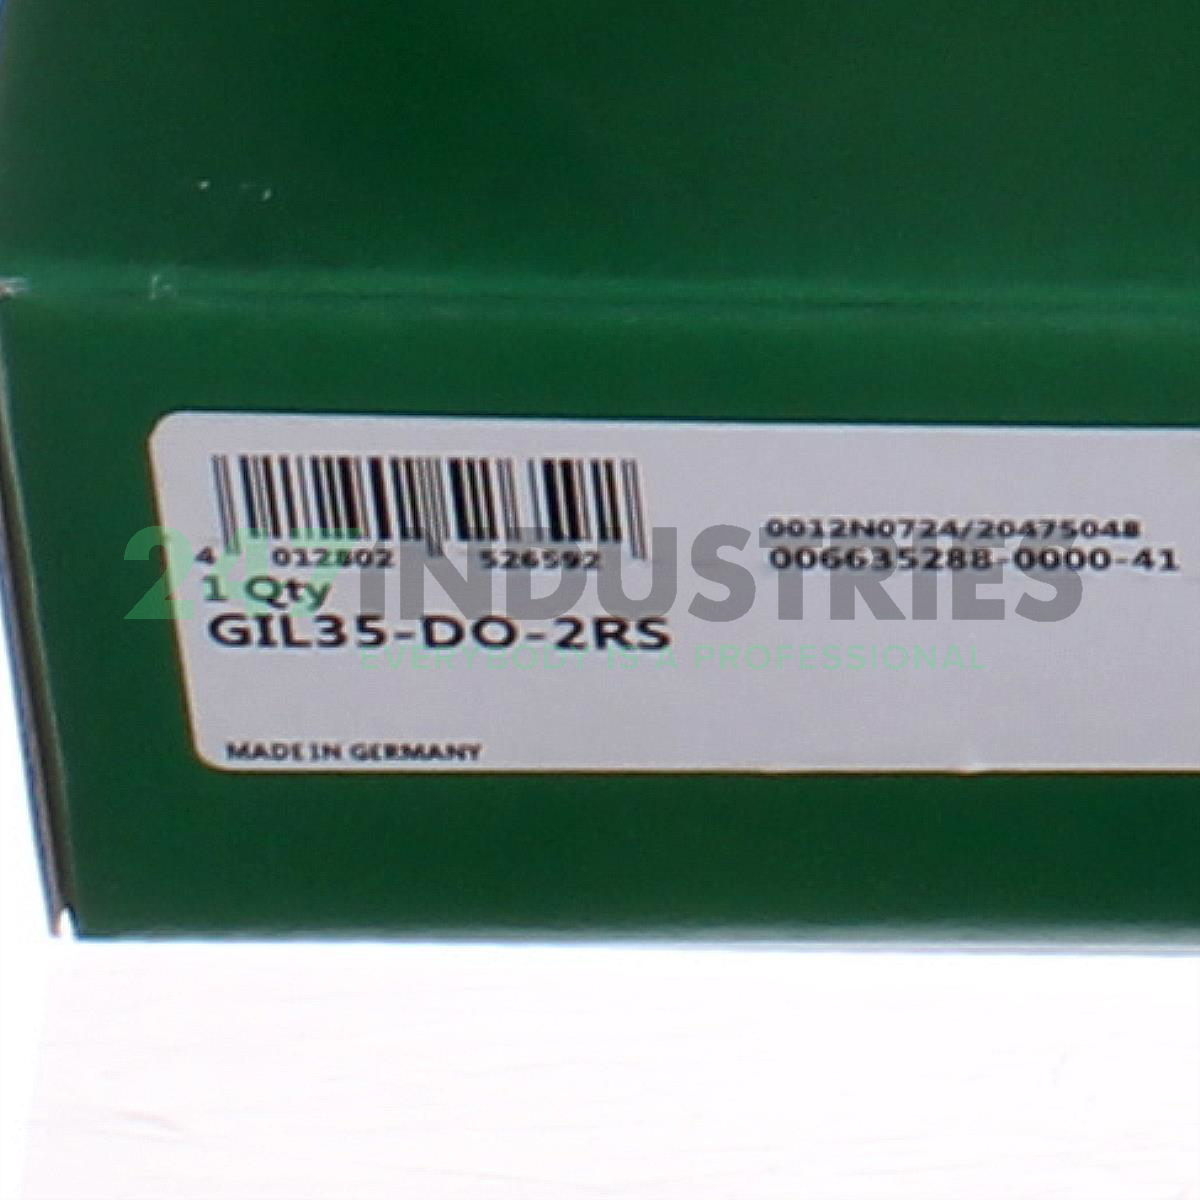 4 012802 526592
0012N0724/20475048
006635288-0000-41
1 Qty
GIL35-DO-2RS
MADE IN GERMANY
247INDUSTRIES
EVERYBODY IS A PROFESSIONAL